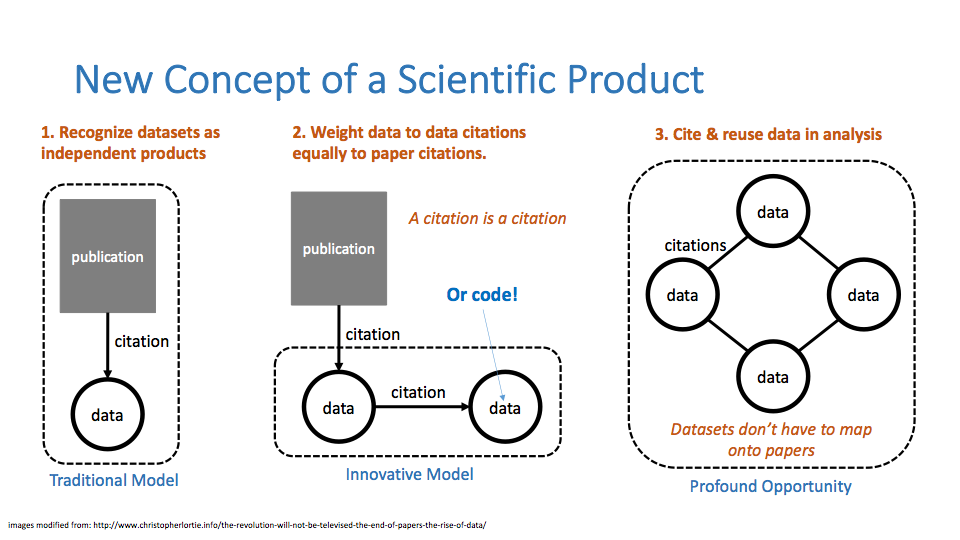 New Concept of a Scientific Product
1. Recognize datasets as
independent products
publication
citation
data
Traditional Model
2. Weight data to data citations
equally to paper citations.
publication
A citation is a citation
Or code!
citation
data
citation
data
Innovative Model
3. Cite & reuse data in analysis
data
citations
data
data
data
Datasets don't have to map
onto papers
Profound Opportunity
images modified from: http://www.christopherlortie.info/the-revolution-will-not-be-televised-the-end-of-papers-the-rise-of-data/